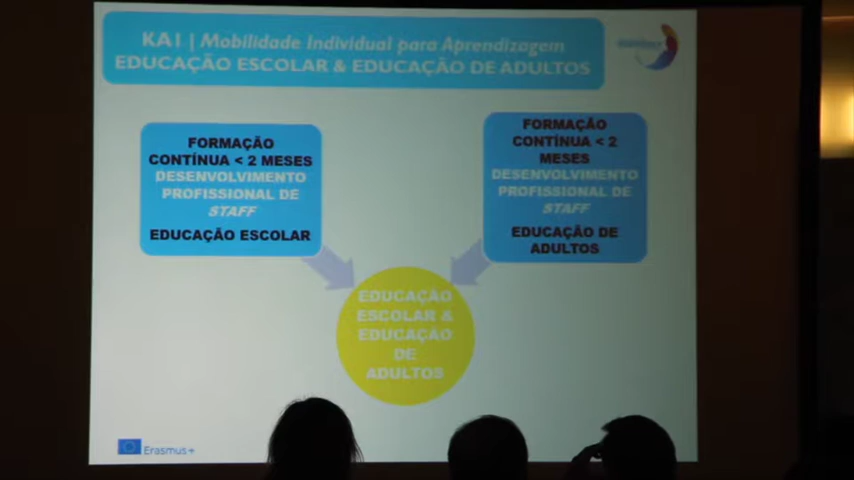 KA1 | Mobilidade Individual para Aprendizagem
EDUCAÇÃO ESCOLAR & EDUCAÇÃO DE ADULTOS
FORMAÇÃO
CONTÍNUA < 2 MESES
DESENVOLVIMENTO
PROFISSIONAL DE
STAFF
EDUCAÇÃO ESCOLAR
FORMAÇÃO
CONTÍNUA < 2
MESES
DESENVOLVIMENTO
PROFISSIONAL DE
STAFF
EDUCAÇÃO DE
ADULTOS
EDUCAÇÃO
ESCOLAR &
EDUCAÇÃO
DE
ADULTOS
Erasmus+